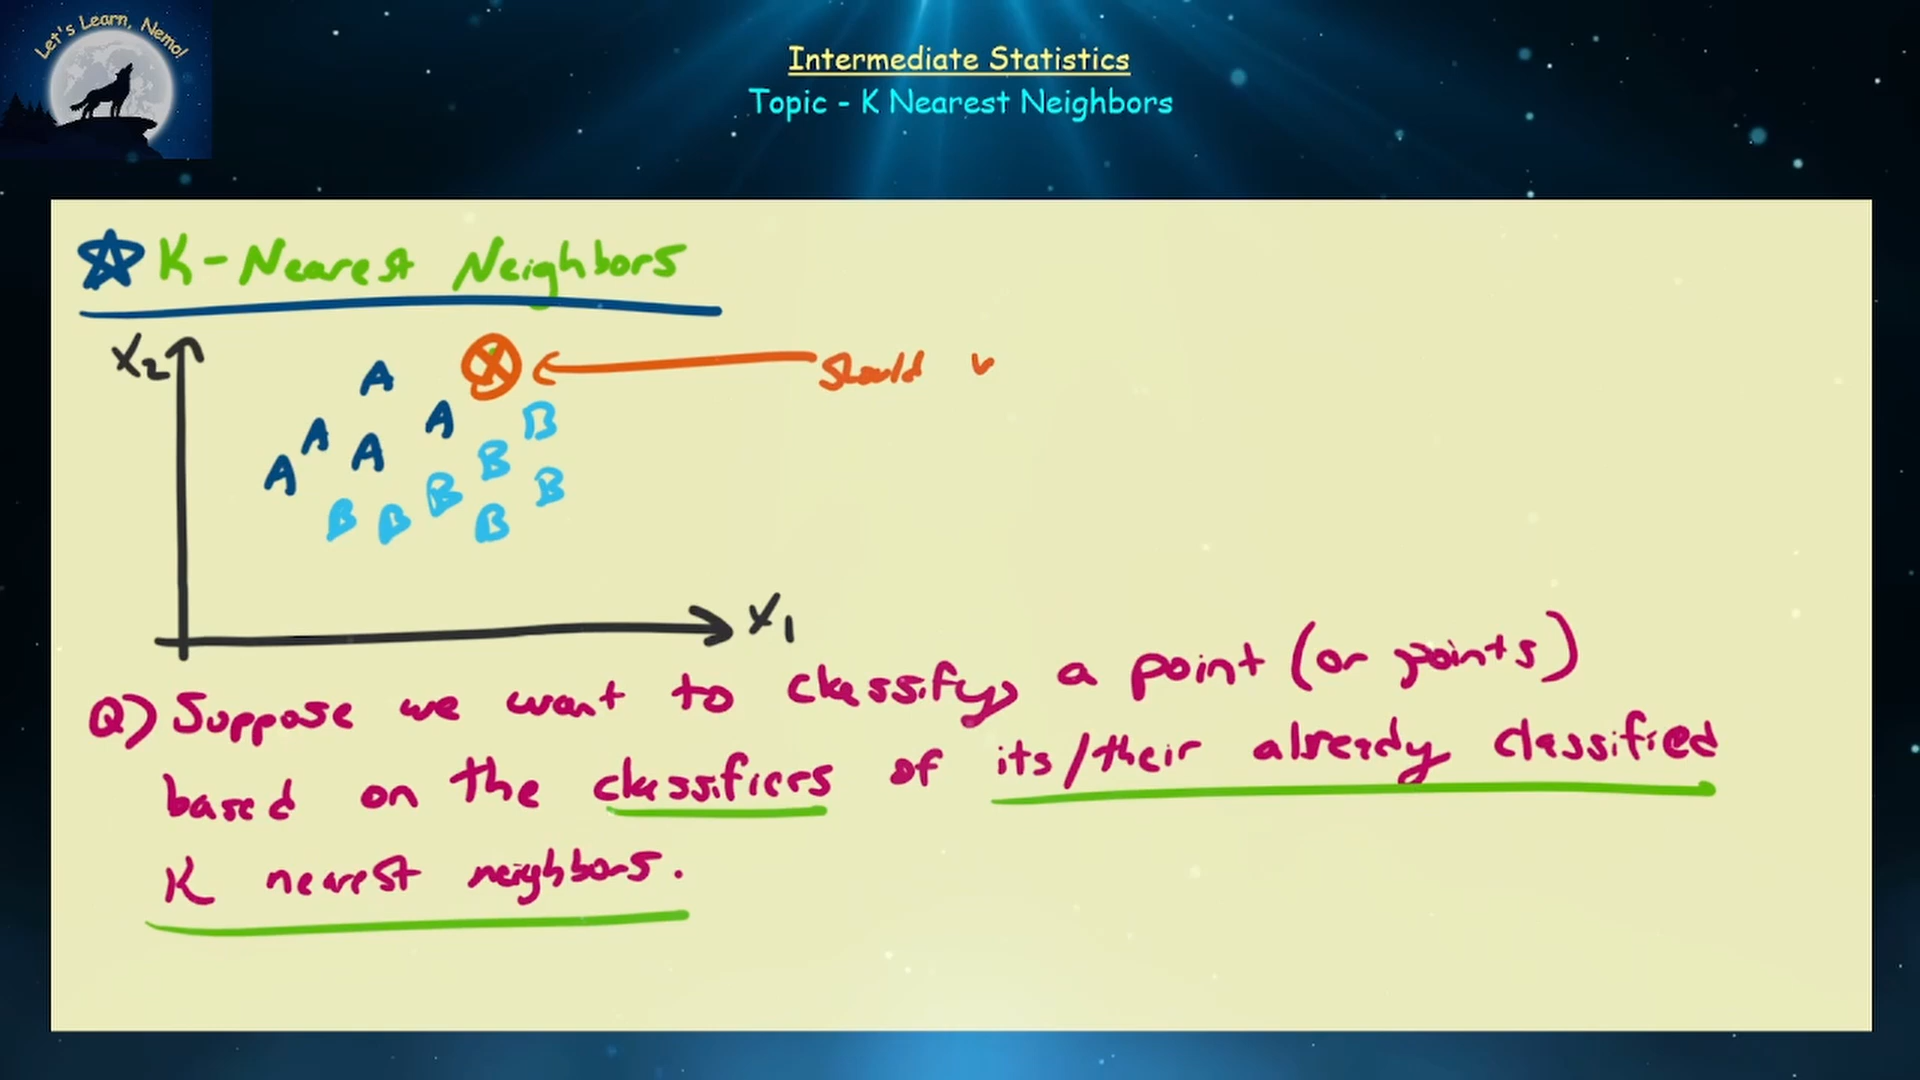 Let's Learn, Nemo!
Intermediate Statistics
Topic - K Nearest Neighbors
K-Nearest Neighbors
X2
A
X
Should
A
B
A
A
B
A
B
B
B
B
B
X1
Q) Suppose we want to classify a point (or points)
based on the classifiers of its/their already classified
K nearest neighbors.